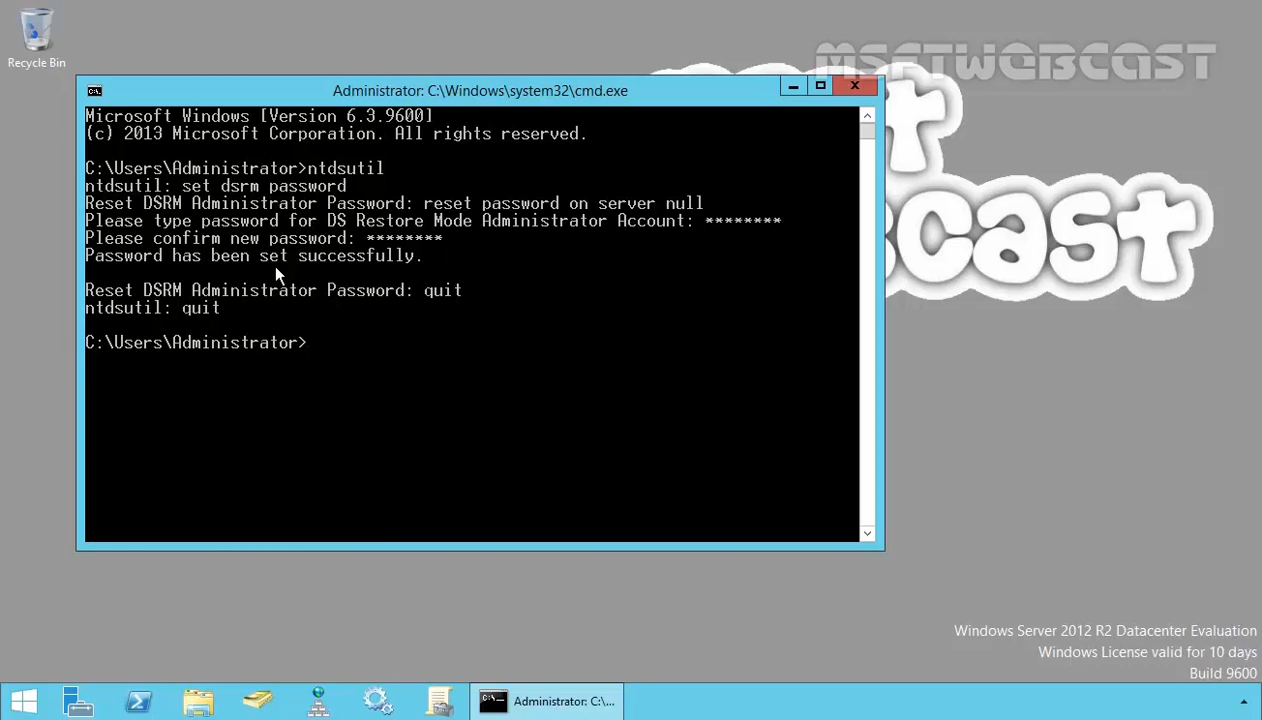 Recycle Bin
MSFTWEBCAST
Administrator: C:\Windows\system32\cmd.exe
Microsoft Windows [Version 6.3.9600]
(c) 2013 Microsoft Corporation. All rights reserved.
C:\Users\Administrator>ntdsutil
ntdsutil: set dsrm password
Reset DSRM Administrator Password: reset password on server null
Please type password for DS Restore Mode Administrator Account: ********
Please confirm new password: ********
Password has been set successfully.
Reset DSRM Administrator Password: quit
ntdsutil: quit
C:\Users\Administrator>
cast
Windows Server 2012 R2 Datacenter Evaluation
Windows License valid for 10 days
Build 9600
Administrator: C:\...